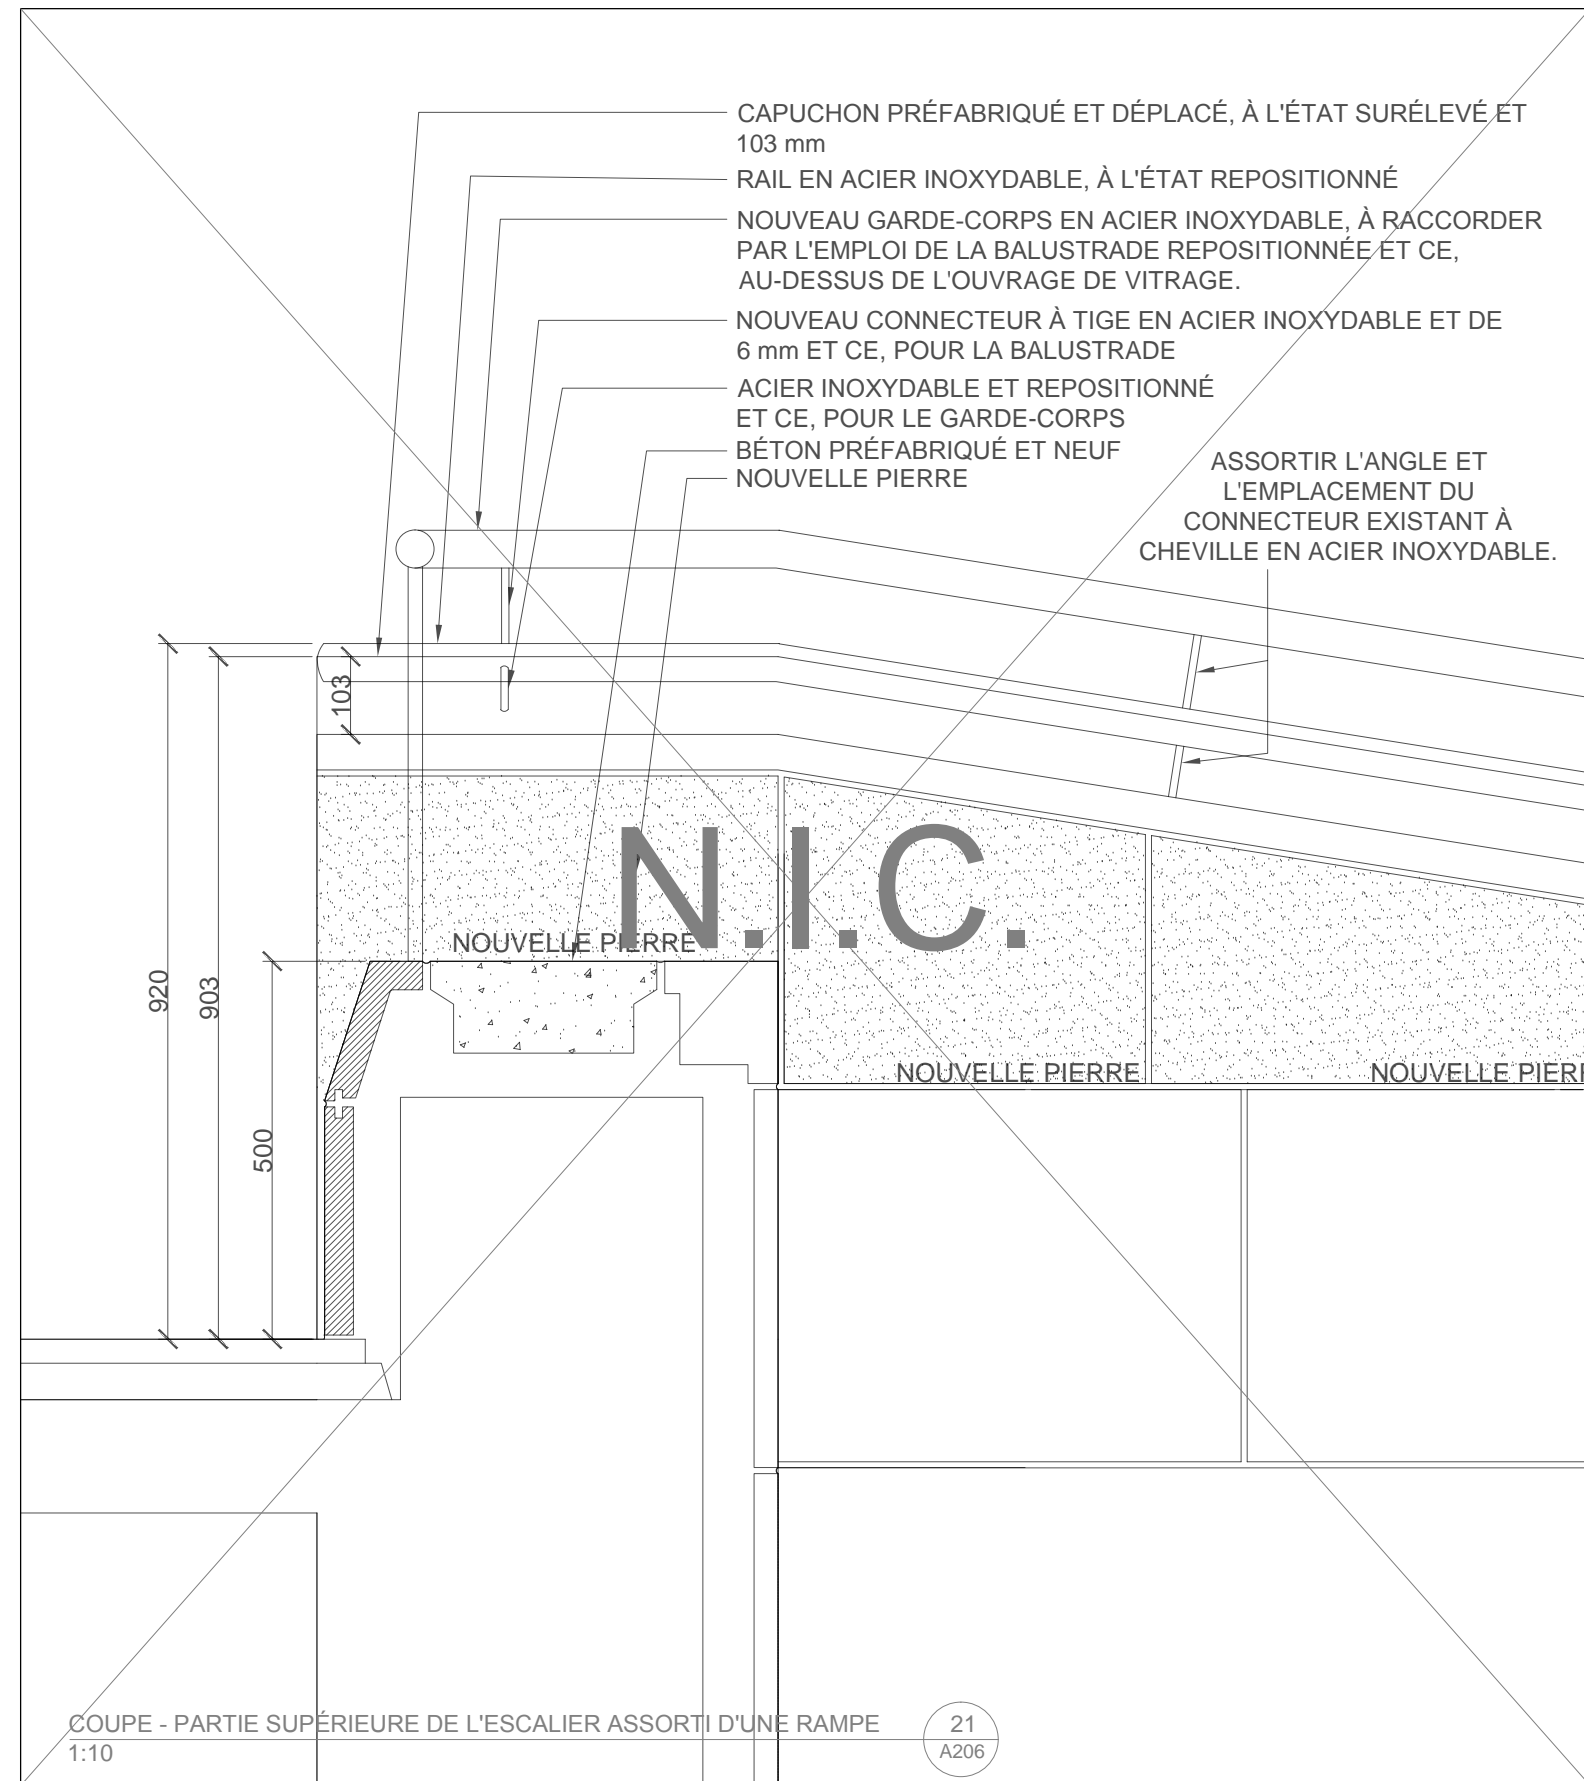 CAPUCHON PRÉFABRIQUÉ ET DÉPLACÉ, À L'ÉTAT SURÉLEVÉ ET
103 mm
RAIL EN ACIER INOXYDABLE, À L'ÉTAT REPOSITIONNÉ
NOUVEAU GARDE-CORPS EN ACIER INOXYDABLE, À RACCORDER
PAR L'EMPLOI DE LA BALUSTRADE REPOSITIONNÉE ET CE,
AU-DESSUS DE L'OUVRAGE DE VITRAGE.
NOUVEAU CONNECTEUR À TIGE EN ACIER INOXYDABLE ET DE
6 mm ET CE, POUR LA BALUSTRADE
ACIER INOXYDABLE ET REPOSITIONNÉ
ET CE, POUR LE GARDE-CORPS
BÉTON PRÉFABRIQUÉ ET NEUF
NOUVELLE PIERRE
ASSORTIR L'ANGLE ET
L'EMPLACEMENT DU
CONNECTEUR EXISTANT À
CHEVILLE EN ACIER INOXYDABLE.
103
N.I.C.
NOUVELLE PIERRE
920
903
500
NOUVELLE PIERRE
NOUVELLE PIERR
COUPE - PARTIE SUPÉRIEURE DE L'ESCALIER ASSORTI D'UNE RAMPE
1:10
21
A206